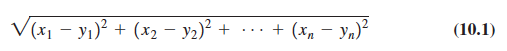 √(x₁ − y₁)² + (x₂ − y₂)² + ··· + (xₙ − yₙ)² (10.1)